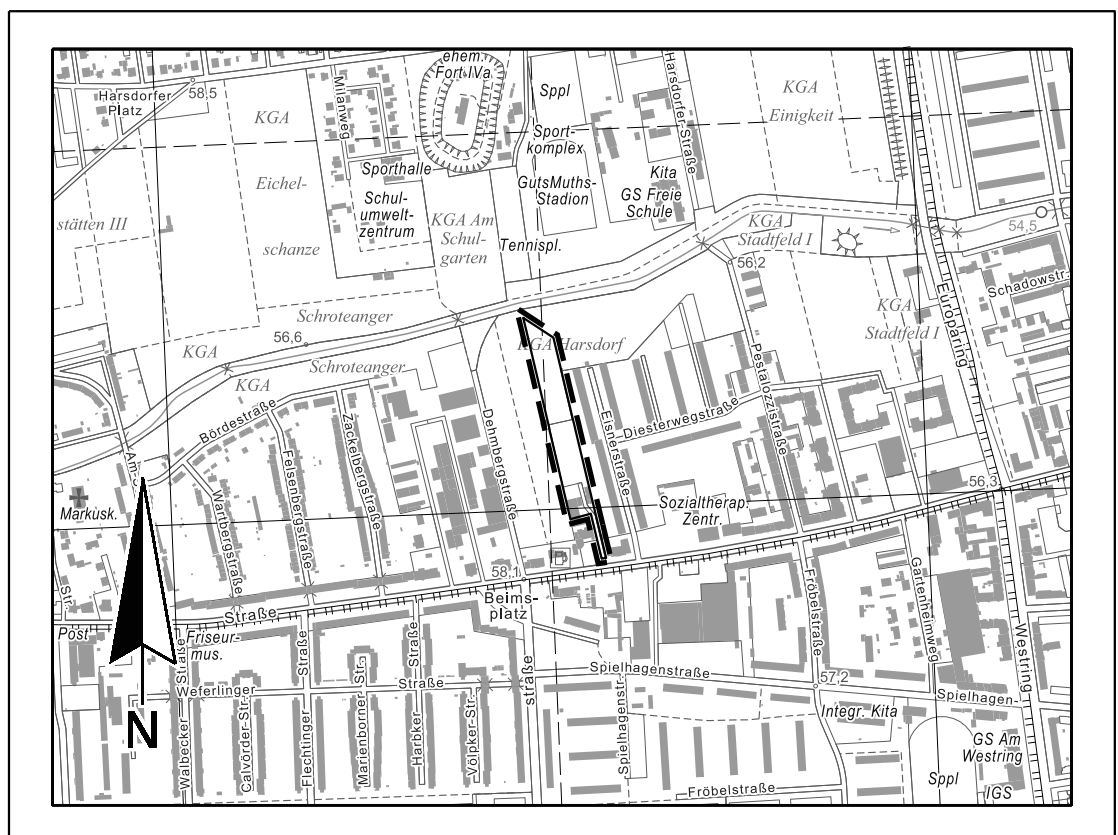 ehem.
Fort IVa
Harsdorfer
Platz
58,5
KGA
Milanweg
Sppl
Harsdorfer-Straße
KGA
Einigkeit
Sport-
komplex
Sporthalle
Eichel-
schanze
Schul-
umwelt-
zentrum
GutsMuths-
Stadion
Kita
GS Freie
Schule
stätten III
KGA Am
Schul-
garten
Tennispl.
KGA
Stadtfeld I
54,5
56,2
Schadowstr.
Europaring
KGA
Stadtfeld I
Schroteanger
56,6
KGA
Schroteanger
KGA
KGA Harsdorf
Pestalozzistraße
Bördestraße
Zackelbergstraße
Felsenbergstraße
Wartbergstraße
Dehmbergstraße
Eisnerstraße
Diesterwegstraße
Am
Markusk.
Sozialtherap.
Zentr.
56,3
Str.
58,1
Beims-
platz
Straße
Post
Friseur-
mus.
Fröbelstraße
Gartenheimweg
Westring
Weferlinger
Straße
Spielhagenstraße
57,2
Spielhagen-
Integr. Kita
N
Straße
Walbecker
Calvörder-Str.
Straße
Flechtinger
Marienborner-Str.
Straße
Harbker
Völpker-Str.
straße
Spielhagenstr.
Fröbelstraße
Sppl
GS Am
Westring
IGS